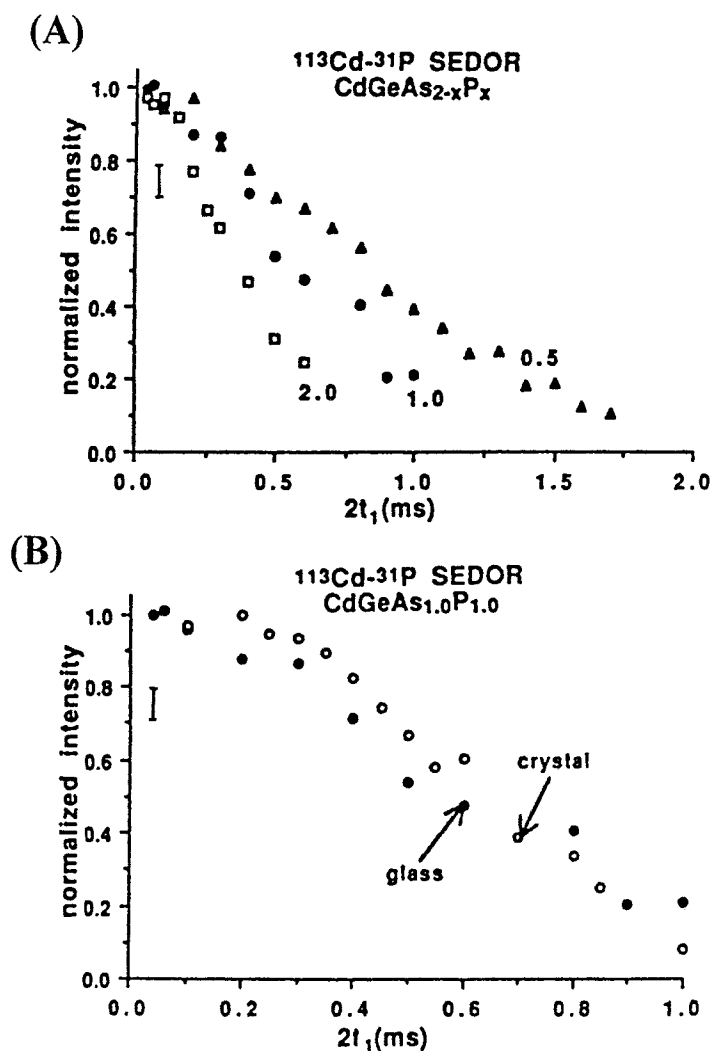 (A)
¹¹³Cd-³¹P SEDOR
CdGeAs₂₋ₓPₓ
1.0
0.8
0.6
0.4
0.2
0.0
normalized intensity
0.5
2.0
1.0
0.0
0.5
1.0
1.5
2.0
2t₁(ms)
(B)
¹¹³Cd-³¹P SEDOR
CdGeAs₁.₀P₁.₀
1.0
0.8
0.6
0.4
0.2
0.0
normalized intensity
crystal
glass
0.0
0.2
0.4
0.6
0.8
1.0
2t₁(ms)